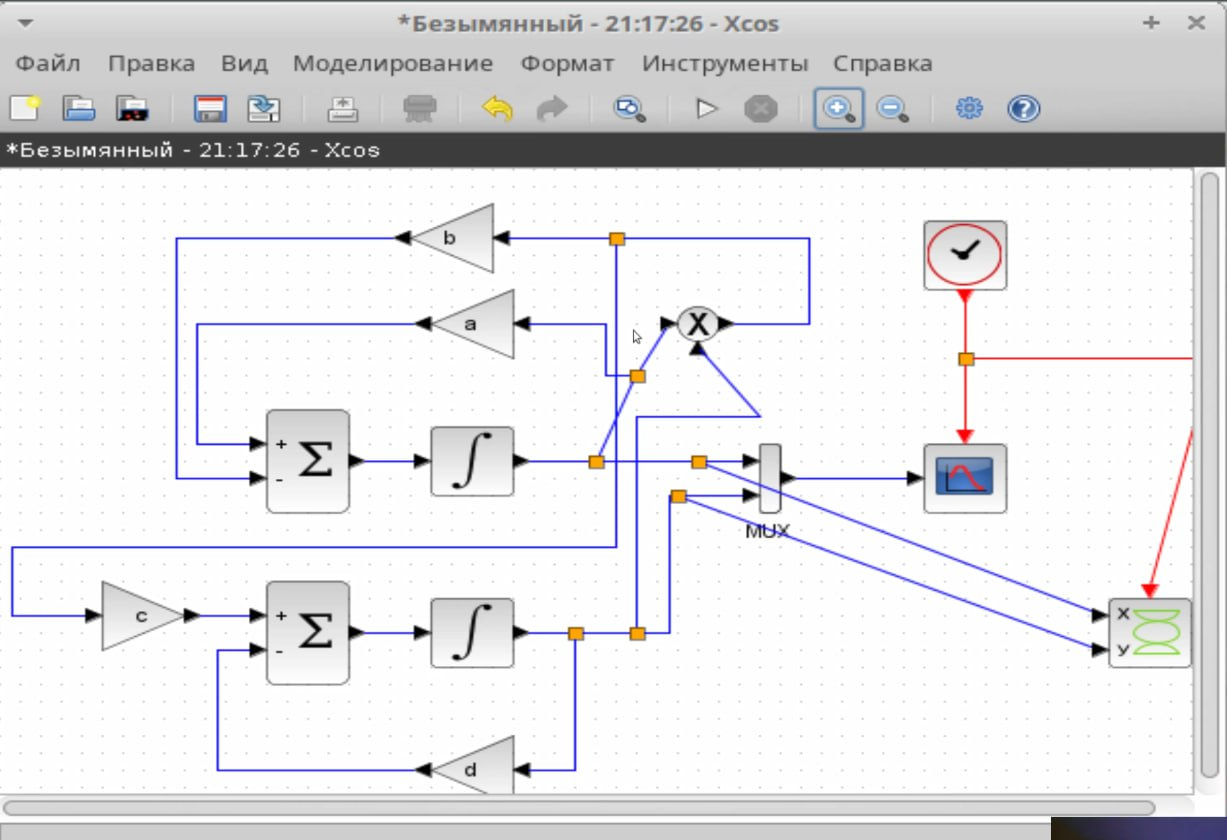 *Безымянный - 21:17:26 - Xcos
Файл Правка Вид Моделирование Формат Инструменты Справка
*Безымянный - 21:17:26 - Xcos
b
a
X
+
Σ
-
∫
MUX
X
y
c
+
Σ
-
∫
d